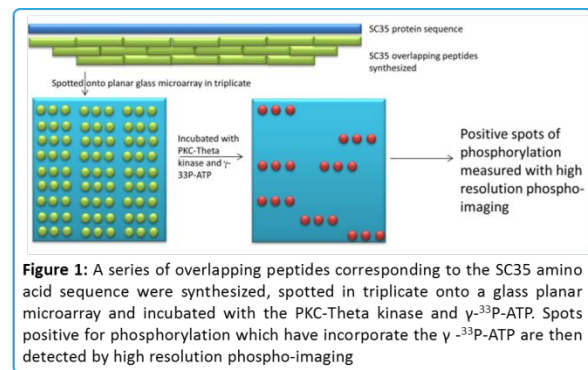 SC35 protein sequence
SC35 overlapping peptides
synthesized
Spotted onto planar glass microarray in triplicate
Incubated with
PKC-Theta
kinase and γ-
33P-ATP
Positive spots of
phosphorylation
measured with high
resolution phospho-
imaging
Figure 1: A series of overlapping peptides corresponding to the SC35 amino
acid sequence were synthesized, spotted in triplicate onto a glass planar
microarray and incubated with the PKC-Theta kinase and γ-³³P-ATP. Spots
positive for phosphorylation which have incorporate the γ -³³P-ATP are then
detected by high resolution phospho-imaging